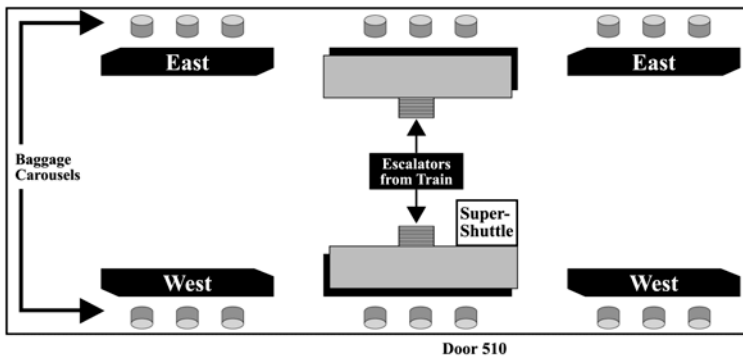 East
East
Baggage
Carousels
Escalators
from Train
Super-
Shuttle
West
West
Door 510